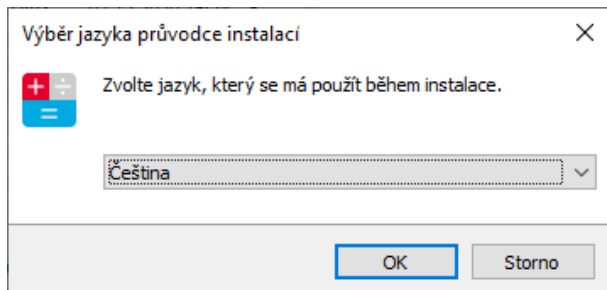 Výběr jazyka průvodce instalací
Zvolte jazyk, který se má použít během instalace.
Čeština
OK
Storno